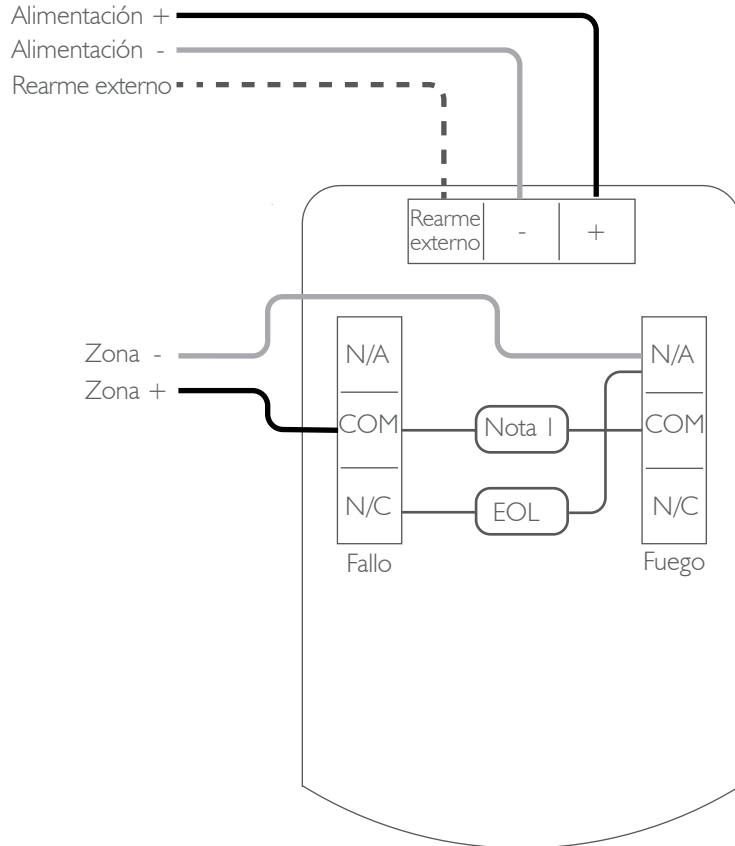 Alimentación +
Alimentación -
Rearme externo
Rearme
externo
-
+
Zona -
Zona +
N/A
COM
N/C
Fallo
Nota 1
EOL
N/A
COM
N/C
Fuego